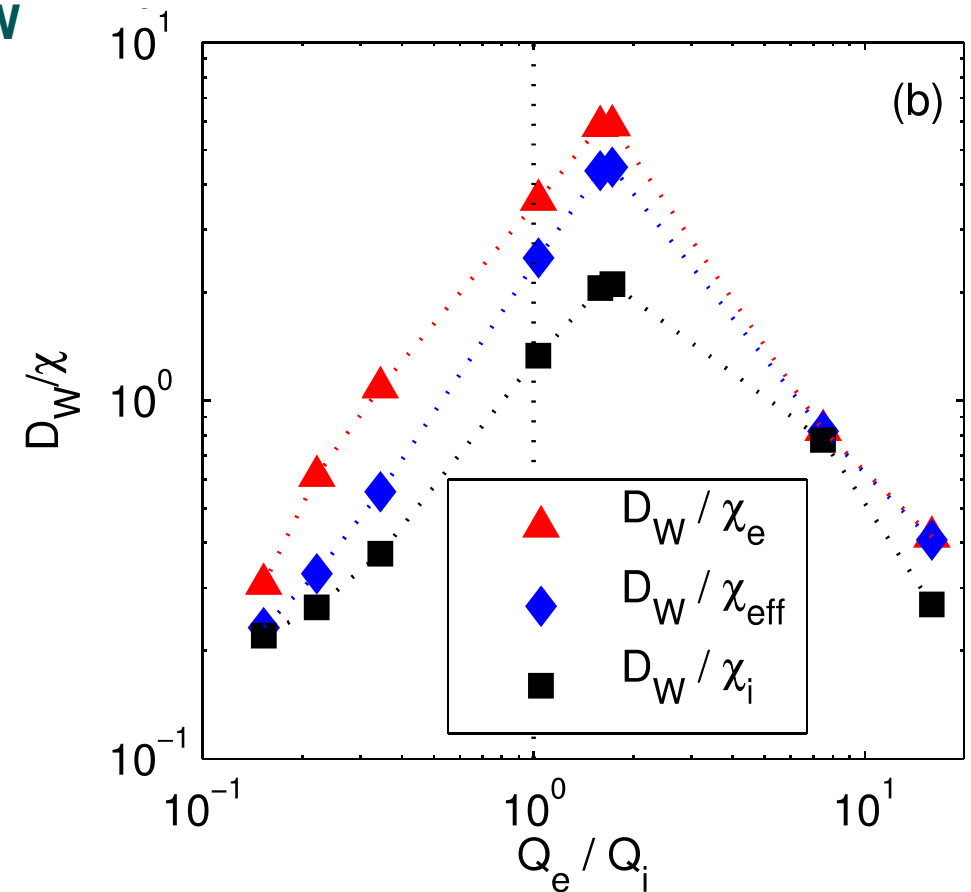 W
(b)
10¹
10⁰
10⁻¹
D_W/χ
D_W / χ_e
D_W / χ_eff
D_W / χ_i
10⁻¹ 10⁰ 10¹
Q_e / Q_i